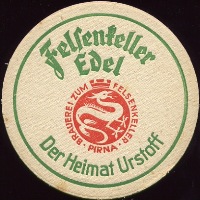 Felsenkeller
Edel
BRAUEREI ZUM FELSENKELLER
· PIRNA ·
Der Heimat Urstoff